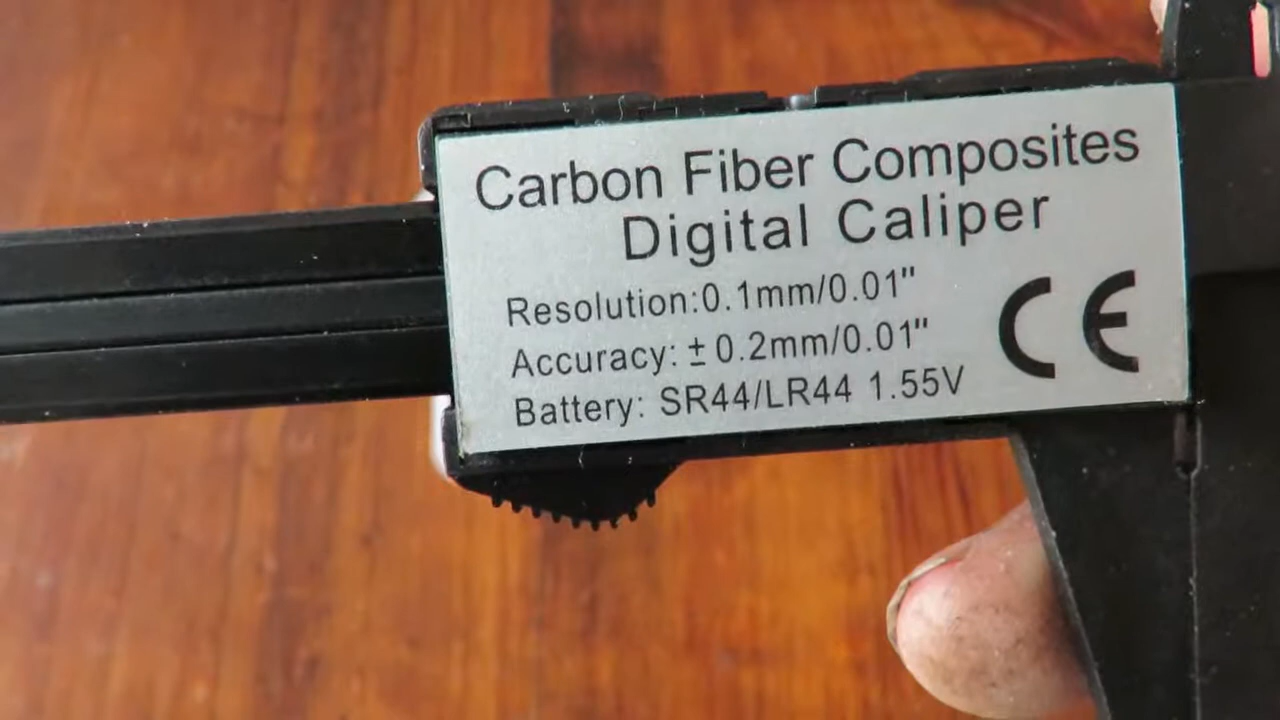 Carbon Fiber Composites
Digital Caliper
Resolution:0.1mm/0.01"
Accuracy: ±0.2mm/0.01"
Battery: SR44/LR44 1.55V
CE